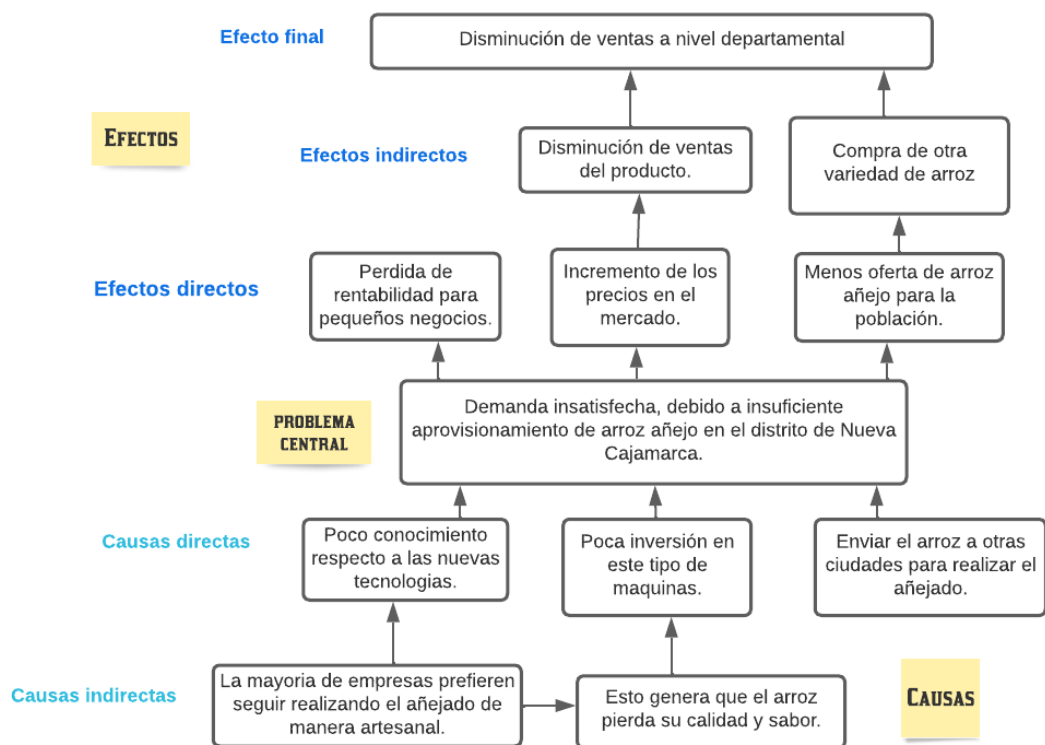 Efecto final
Disminución de ventas a nivel departamental
EFECTOS
Efectos indirectos
Disminución de ventas
del producto.
Compra de otra
variedad de arroz
Efectos directos
Perdida de
rentabilidad para
pequeños negocios.
Incremento de los
precios en el
mercado.
Menos oferta de arroz
añejo para la
población.
PROBLEMA
CENTRAL
Demanda insatisfecha, debido a insuficiente
aprovisionamiento de arroz añejo en el distrito de Nueva
Cajamarca.
Causas directas
Poco conocimiento
respecto a las nuevas
tecnologias.
Poca inversión en
este tipo de
maquinas.
Enviar el arroz a otras
ciudades para realizar el
añejado.
Causas indirectas
La mayoria de empresas prefieren
seguir realizando el añejado de
manera artesanal.
Esto genera que el arroz
pierda su calidad y sabor.
CAUSAS